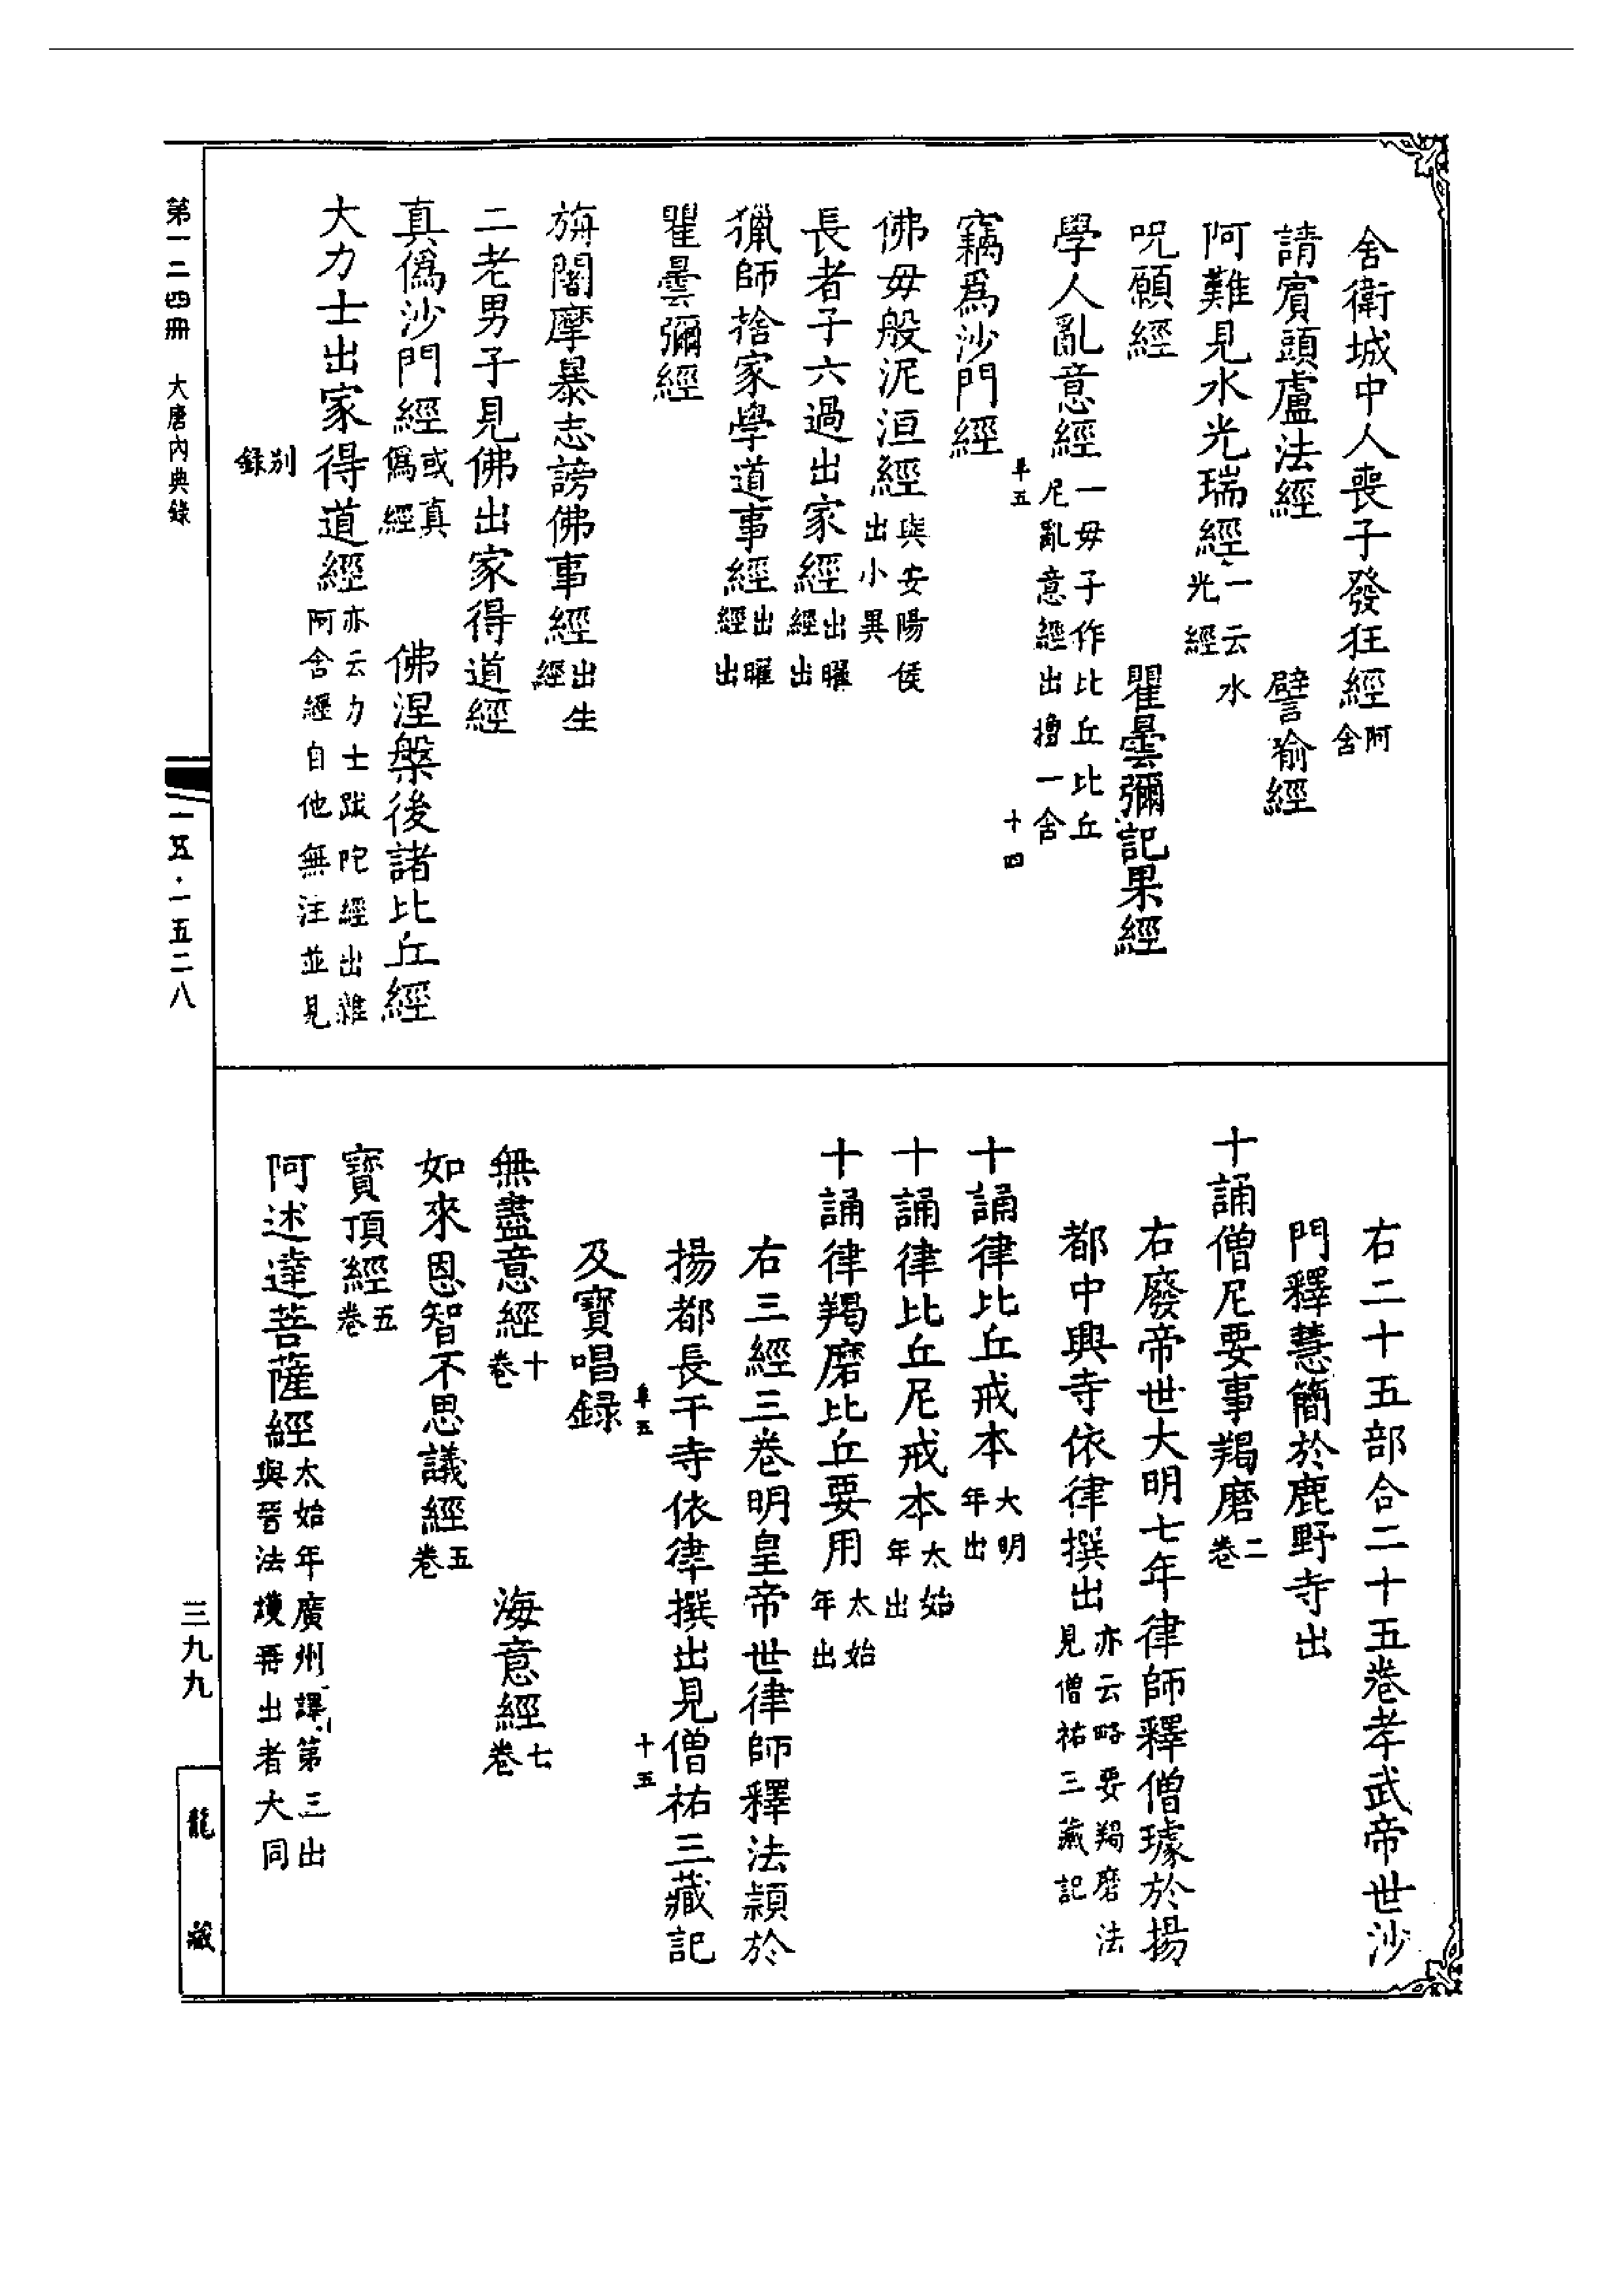 舍衛城中人喪子發狂經阿舍
請賓頭盧法經　譬喻經
阿難見水光瑞經一云水光經
呪願經　瞿曇彌記果經
學人亂意經一毋子作比丘比丘尼亂意經出增一舍
阜五　十四
竊爲沙門經
佛毋般泥洹經與安陽侯出小異
長者子六過出家經出曜經出
獵師捨家學道事經出曜經出
瞿曇彌經
旃闍摩暴志謗佛事經出生經
二老男子見佛出家得道經
真僞沙門經或真僞經　佛涅槃後諸比丘經
大力士出家得道經亦云力士跋陀經出雜阿含經自他無注並見
別錄
右二十五部合二十五卷孝武帝世沙
門釋慧簡於鹿野寺出
十誦僧尼要事羯磨二卷
右廢帝世大明七年律師釋僧璩於揚
都中興寺依律撰出亦云略要羯磨法見僧祐三藏記
十誦律比丘戒本大明年出
十誦律比丘尼戒本太始年出
十誦律羯磨比丘要用太始年出
右三經三卷明皇帝世律師釋法頴於
揚都長干寺依律撰出見僧祐三藏記
阜五　十五
及寶唱録
無盡意經十卷　海意經七卷
如來恩智不思議經五卷
寶頂經五卷
阿述達菩薩經太始年廣州譯第三出與晉法護再出者大同
第一二四冊　大唐內典錄
一五·一五二八
三九九
龍藏